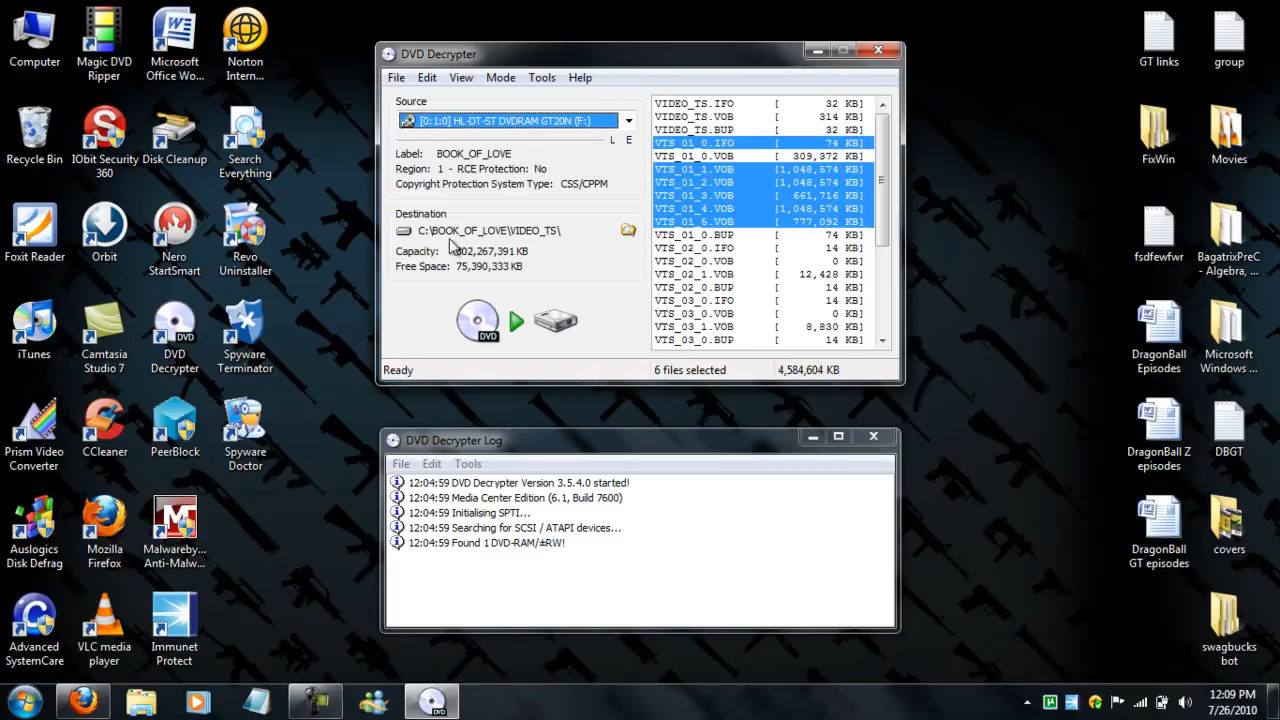 Computer
Magic DVD
Ripper
Microsoft
Office Wo...
Norton
Intern...
Recycle Bin
IObit Security
360
Disk Cleanup
Search
Everything
Foxit Reader
Orbit
Nero
StartSmart
Revo
Uninstaller
iTunes
Camtasia
Studio 7
DVD
DVD
Decrypter
Spyware
Terminator
Prism Video
Converter
CCleaner
PeerBlock
Spyware
Doctor
Auslogics
Disk Defrag
Mozilla
Firefox
Malwareby...
Anti-Malw...
Advanced
SystemCare
VLC media
player
Immunet
Protect
DVD Decrypter
File Edit View Mode Tools Help
Source
[0:1:0] HL-DT-ST DVDRAM GT20N (F:)
L E
Label: BOOK_OF_LOVE
Region: 1 - RCE Protection: No
Copyright Protection System Type: CSS/CPPM
Destination
C:\BOOK_OF_LOVE\VIDEO_TS\
Capacity: 302,267,391 KB
Free Space: 75,390,333 KB
DVD
VIDEO_TS.IFO [ 32 KB]
VIDEO_TS.VOB [ 314 KB]
VIDEO_TS.BUP [ 32 KB]
VTS_01_0.IFO [ 74 KB]
VTS_01_0.VOB [ 309,372 KB]
VTS_01_1.VOB [1,048,574 KB]
VTS_01_2.VOB [1,048,574 KB]
VTS_01_3.VOB [ 661,716 KB]
VTS_01_4.VOB [1,048,574 KB]
VTS_01_5.VOB [ 777,092 KB]
VTS_01_0.BUP [ 74 KB]
VTS_02_0.IFO [ 14 KB]
VTS_02_0.VOB [ 0 KB]
VTS_02_1.VOB [ 12,428 KB]
VTS_02_0.BUP [ 14 KB]
VTS_03_0.IFO [ 14 KB]
VTS_03_0.VOB [ 0 KB]
VTS_03_1.VOB [ 8,830 KB]
VTS_03_0.BUP [ 14 KB]
Ready 6 files selected 4,584,604 KB
DVD Decrypter Log
File Edit Tools
12:04:59 DVD Decrypter Version 3.5.4.0 started!
12:04:59 Media Center Edition (6.1, Build 7600)
12:04:59 Initialising SPTI...
12:04:59 Searching for SCSI / ATAPI devices...
12:04:59 Found 1 DVD-RAM/±RW!
GT links
group
FixWin
Movies
fsdfewfwrf
BagatrixPreC
- Algebra, ...
DragonBall
Episodes
Microsoft
Windows ...
DragonBall Z
episodes
DBGT
DragonBall
GT episodes
covers
swagbucks
bot
DVD
12:09 PM
7/26/2010